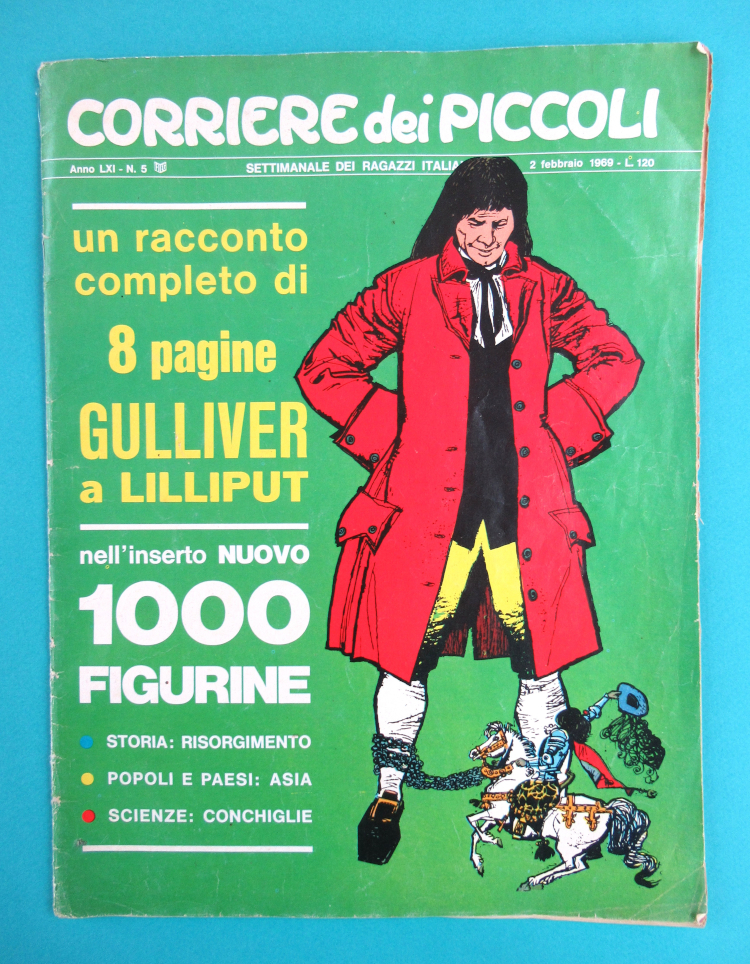 CORRIERE dei PICCOLI
Anno LXI - N. 5 SETTIMANALE DEI RAGAZZI 2 febbraio 1969 - L. 120
un racconto
completo di
8 pagine
GULLIVER
a LILLIPUT
nell'inserto NUOVO
1000
FIGURINE
STORIA: RISORGIMENTO
POPOLI E PAESI: ASIA
SCIENZE: CONCHIGLIE